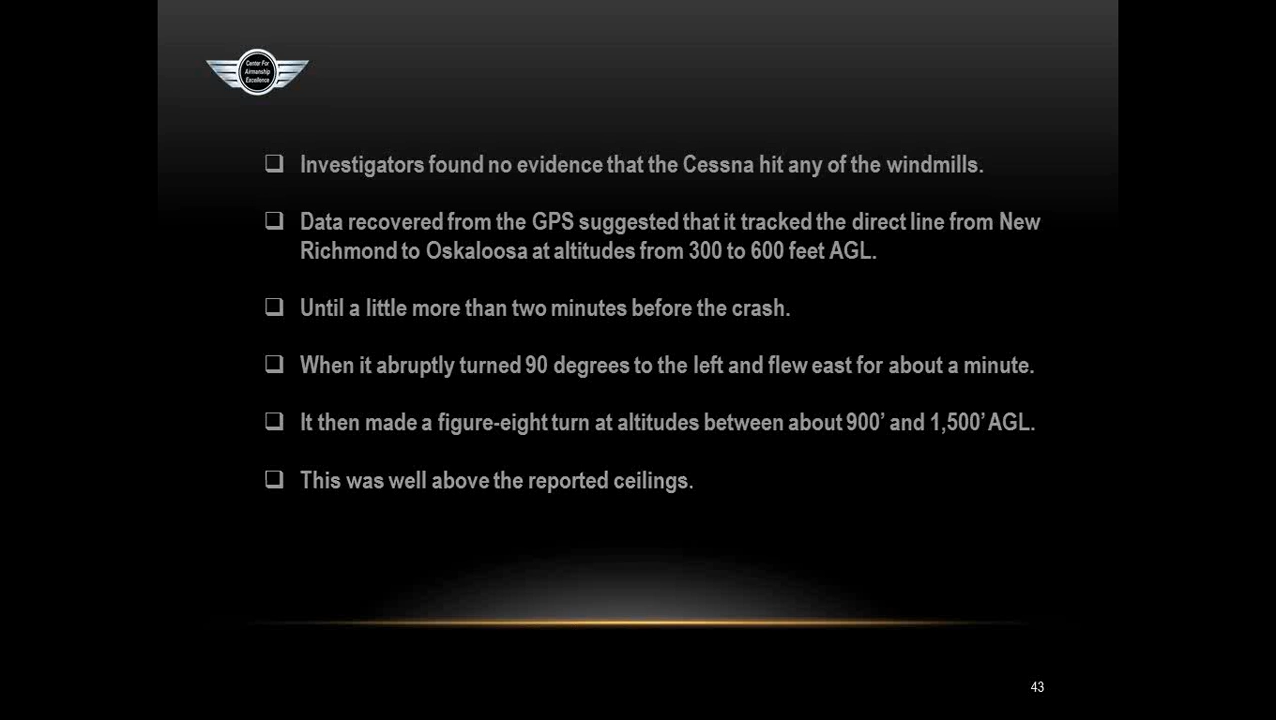 Center For
Airmanship
Excellence
❑ Investigators found no evidence that the Cessna hit any of the windmills.
❑ Data recovered from the GPS suggested that it tracked the direct line from New
Richmond to Oskaloosa at altitudes from 300 to 600 feet AGL.
❑ Until a little more than two minutes before the crash.
❑ When it abruptly turned 90 degrees to the left and flew east for about a minute.
❑ It then made a figure-eight turn at altitudes between about 900’ and 1,500’ AGL.
❑ This was well above the reported ceilings.
43